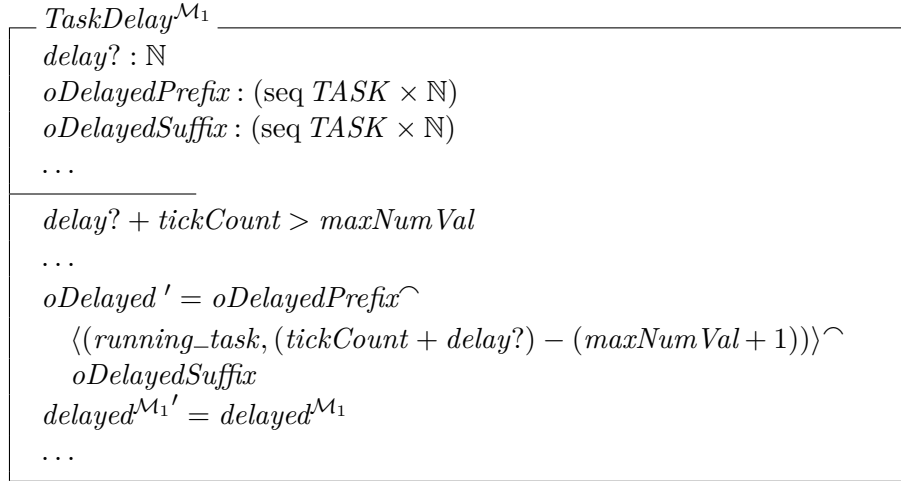 TaskDelay^M₁
delay? : ℕ
oDelayedPrefix : (seq TASK × ℕ)
oDelayedSuffix : (seq TASK × ℕ)
. . .
delay? + tickCount > maxNumVal
. . .
oDelayed ′ = oDelayedPrefix⌢
⟨(running_task, (tickCount + delay?) − (maxNumVal + 1))⟩⌢
oDelayedSuffix
delayed^M₁′ = delayed^M₁
. . .